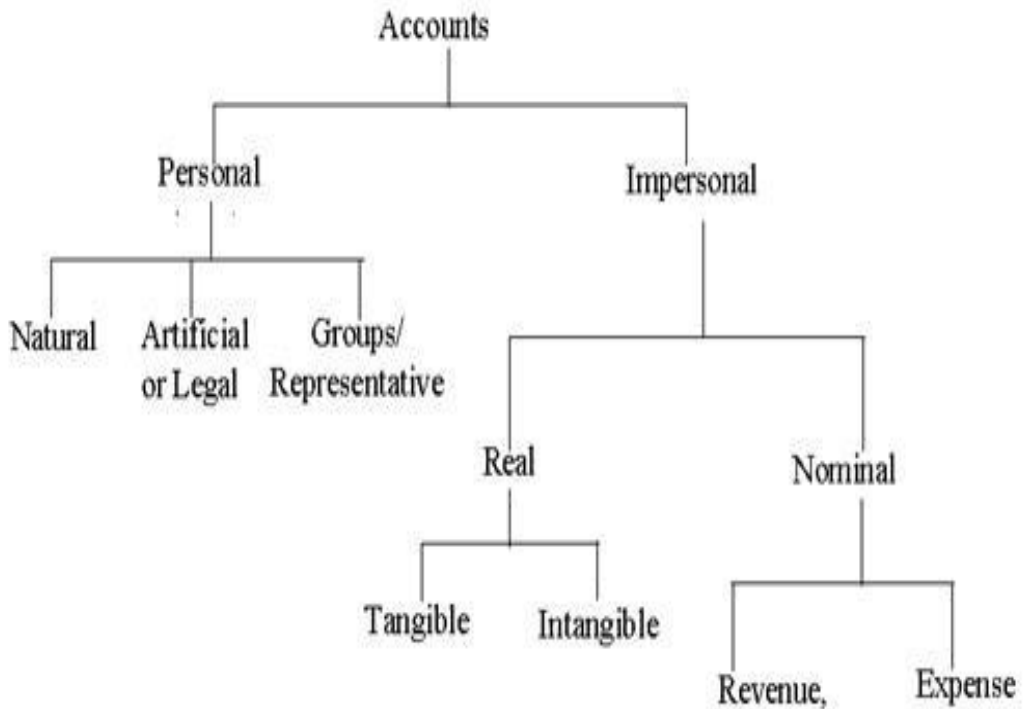 Accounts
Personal
Impersonal
Natural
Artificial
or Legal
Groups/
Representative
Real
Nominal
Tangible
Intangible
Revenue,
Expense